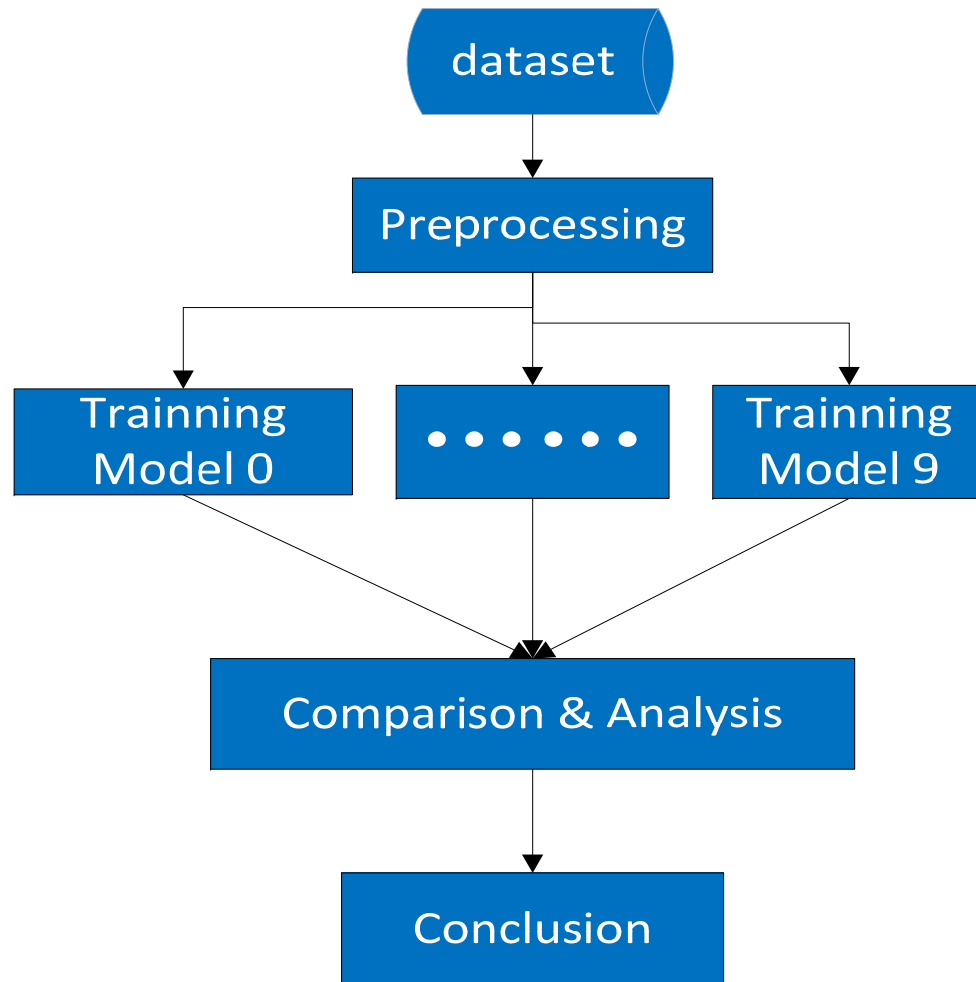 dataset
Preprocessing
Trainning
Model 0
• • • • • •
Trainning
Model 9
Comparison & Analysis
Conclusion